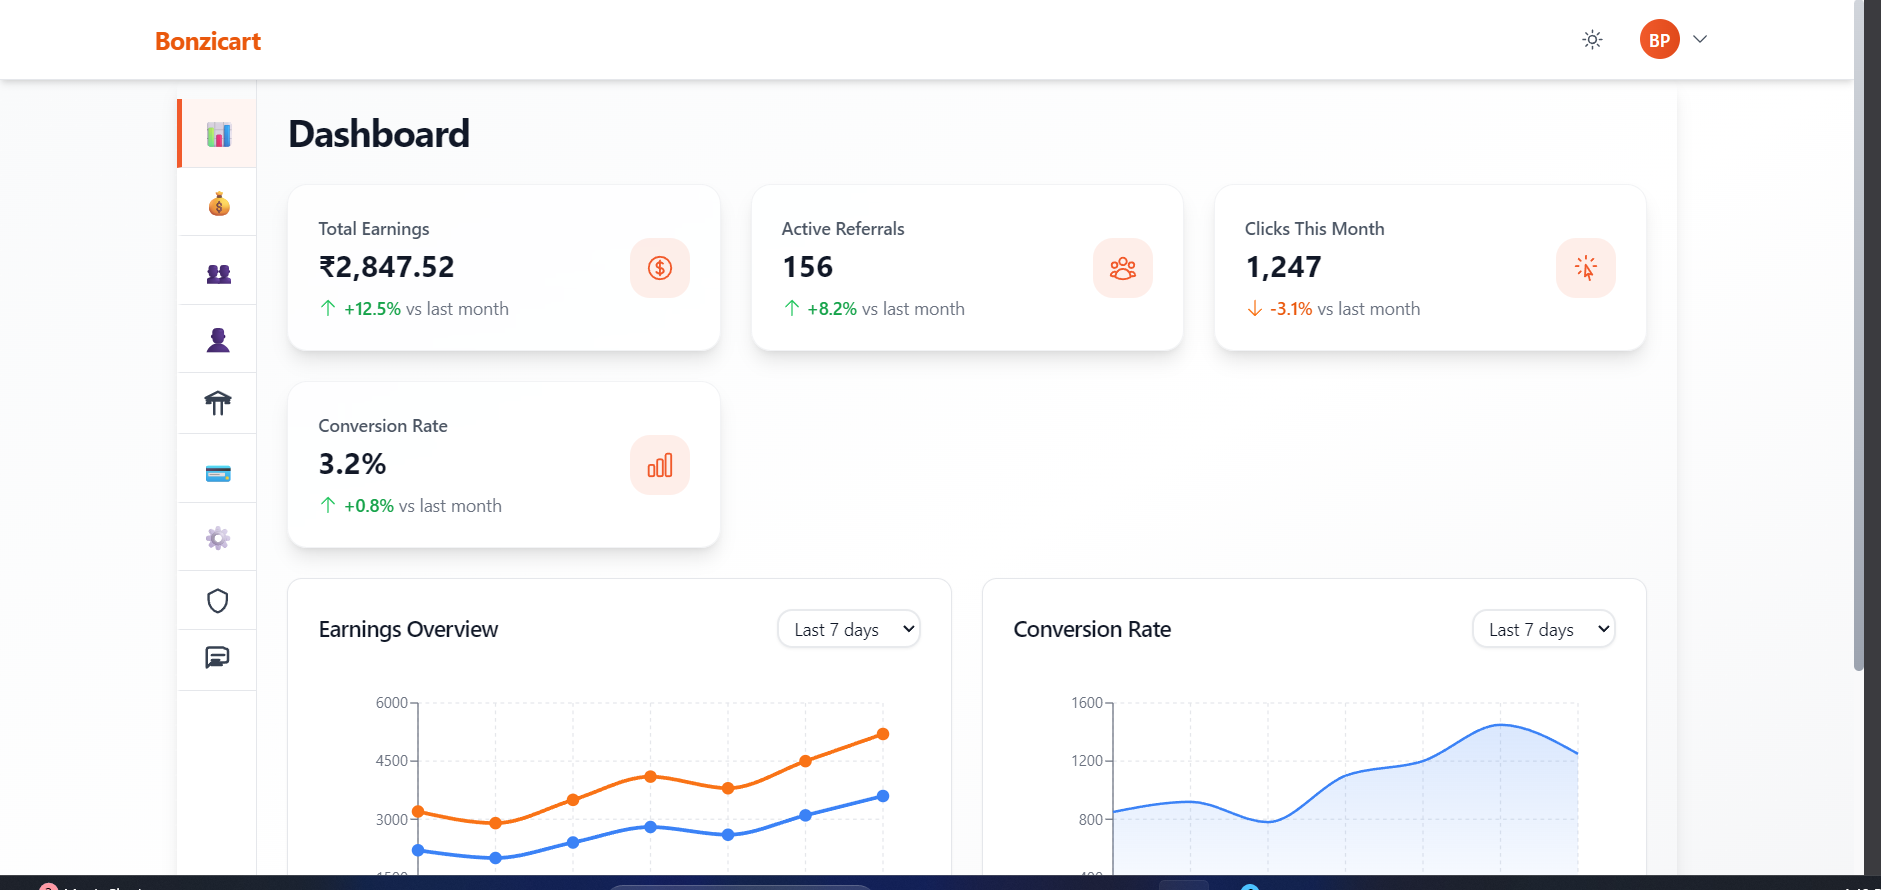 Bonzicart
BP
Dashboard
Total Earnings
₹2,847.52
+12.5% vs last month
Active Referrals
156
+8.2% vs last month
Clicks This Month
1,247
-3.1% vs last month
Conversion Rate
3.2%
+0.8% vs last month
Earnings Overview
Last 7 days
6000
4500
3000
Conversion Rate
Last 7 days
1600
1200
800